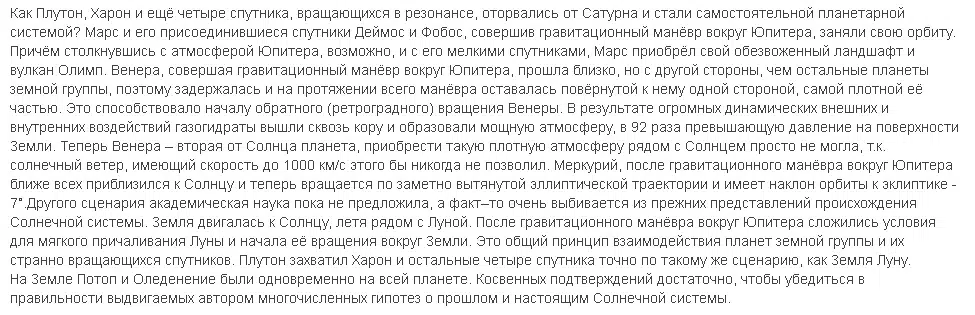 Как Плутон, Харон и ещё четыре спутника, вращающихся в резонансе, оторвались от Сатурна и стали самостоятельной планетарной
системой? Марс и его присоединившиеся спутники Деймос и Фобос, совершив гравитационный манёвр вокруг Юпитера, заняли свою орбиту.
Причём столкнувшись с атмосферой Юпитера, возможно, и с его мелкими спутниками, Марс приобрёл свой обезвоженный ландшафт и
вулкан Олимп. Венера, совершая гравитационный манёвр вокруг Юпитера, прошла близко, но с другой стороны, чем остальные планеты
земной группы, поэтому задержалась и на протяжении всего манёвра оставалась повёрнутой к нему одной стороной, самой плотной её
частью. Это способствовало началу обратного (ретроградного) вращения Венеры. В результате огромных динамических внешних и
внутренних воздействий газогидраты вышли сквозь кору и образовали мощную атмосферу, в 92 раза превышающую давление на поверхности
Земли. Теперь Венера – вторая от Солнца планета, приобрести такую плотную атмосферу рядом с Солнцем просто не могла, т.к.
солнечный ветер, имеющий скорость до 1000 км/с этого бы никогда не позволил. Меркурий, после гравитационного манёвра вокруг Юпитера
ближе всех приблизился к Солнцу и теперь вращается по заметно вытянутой эллиптической траектории и имеет наклон орбиты к эклиптике -
7°.Другого сценария академическая наука пока не предложила, а факт–то очень выбивается из прежних представлений происхождения
Солнечной системы. Земля двигалась к Солнцу, летя рядом с Луной. После гравитационного манёвра вокруг Юпитера сложились условия
для мягкого причаливания Луны и начала её вращения вокруг Земли. Это общий принцип взаимодействия планет земной группы и их
странно вращающихся спутников. Плутон захватил Харон и остальные четыре спутника точно по такому же сценарию, как Земля Луну.
На Земле Потоп и Оледенение были одновременно на всей планете. Косвенных подтверждений достаточно, чтобы убедиться в
правильности выдвигаемых автором многочисленных гипотез о прошлом и настоящим Солнечной системы.